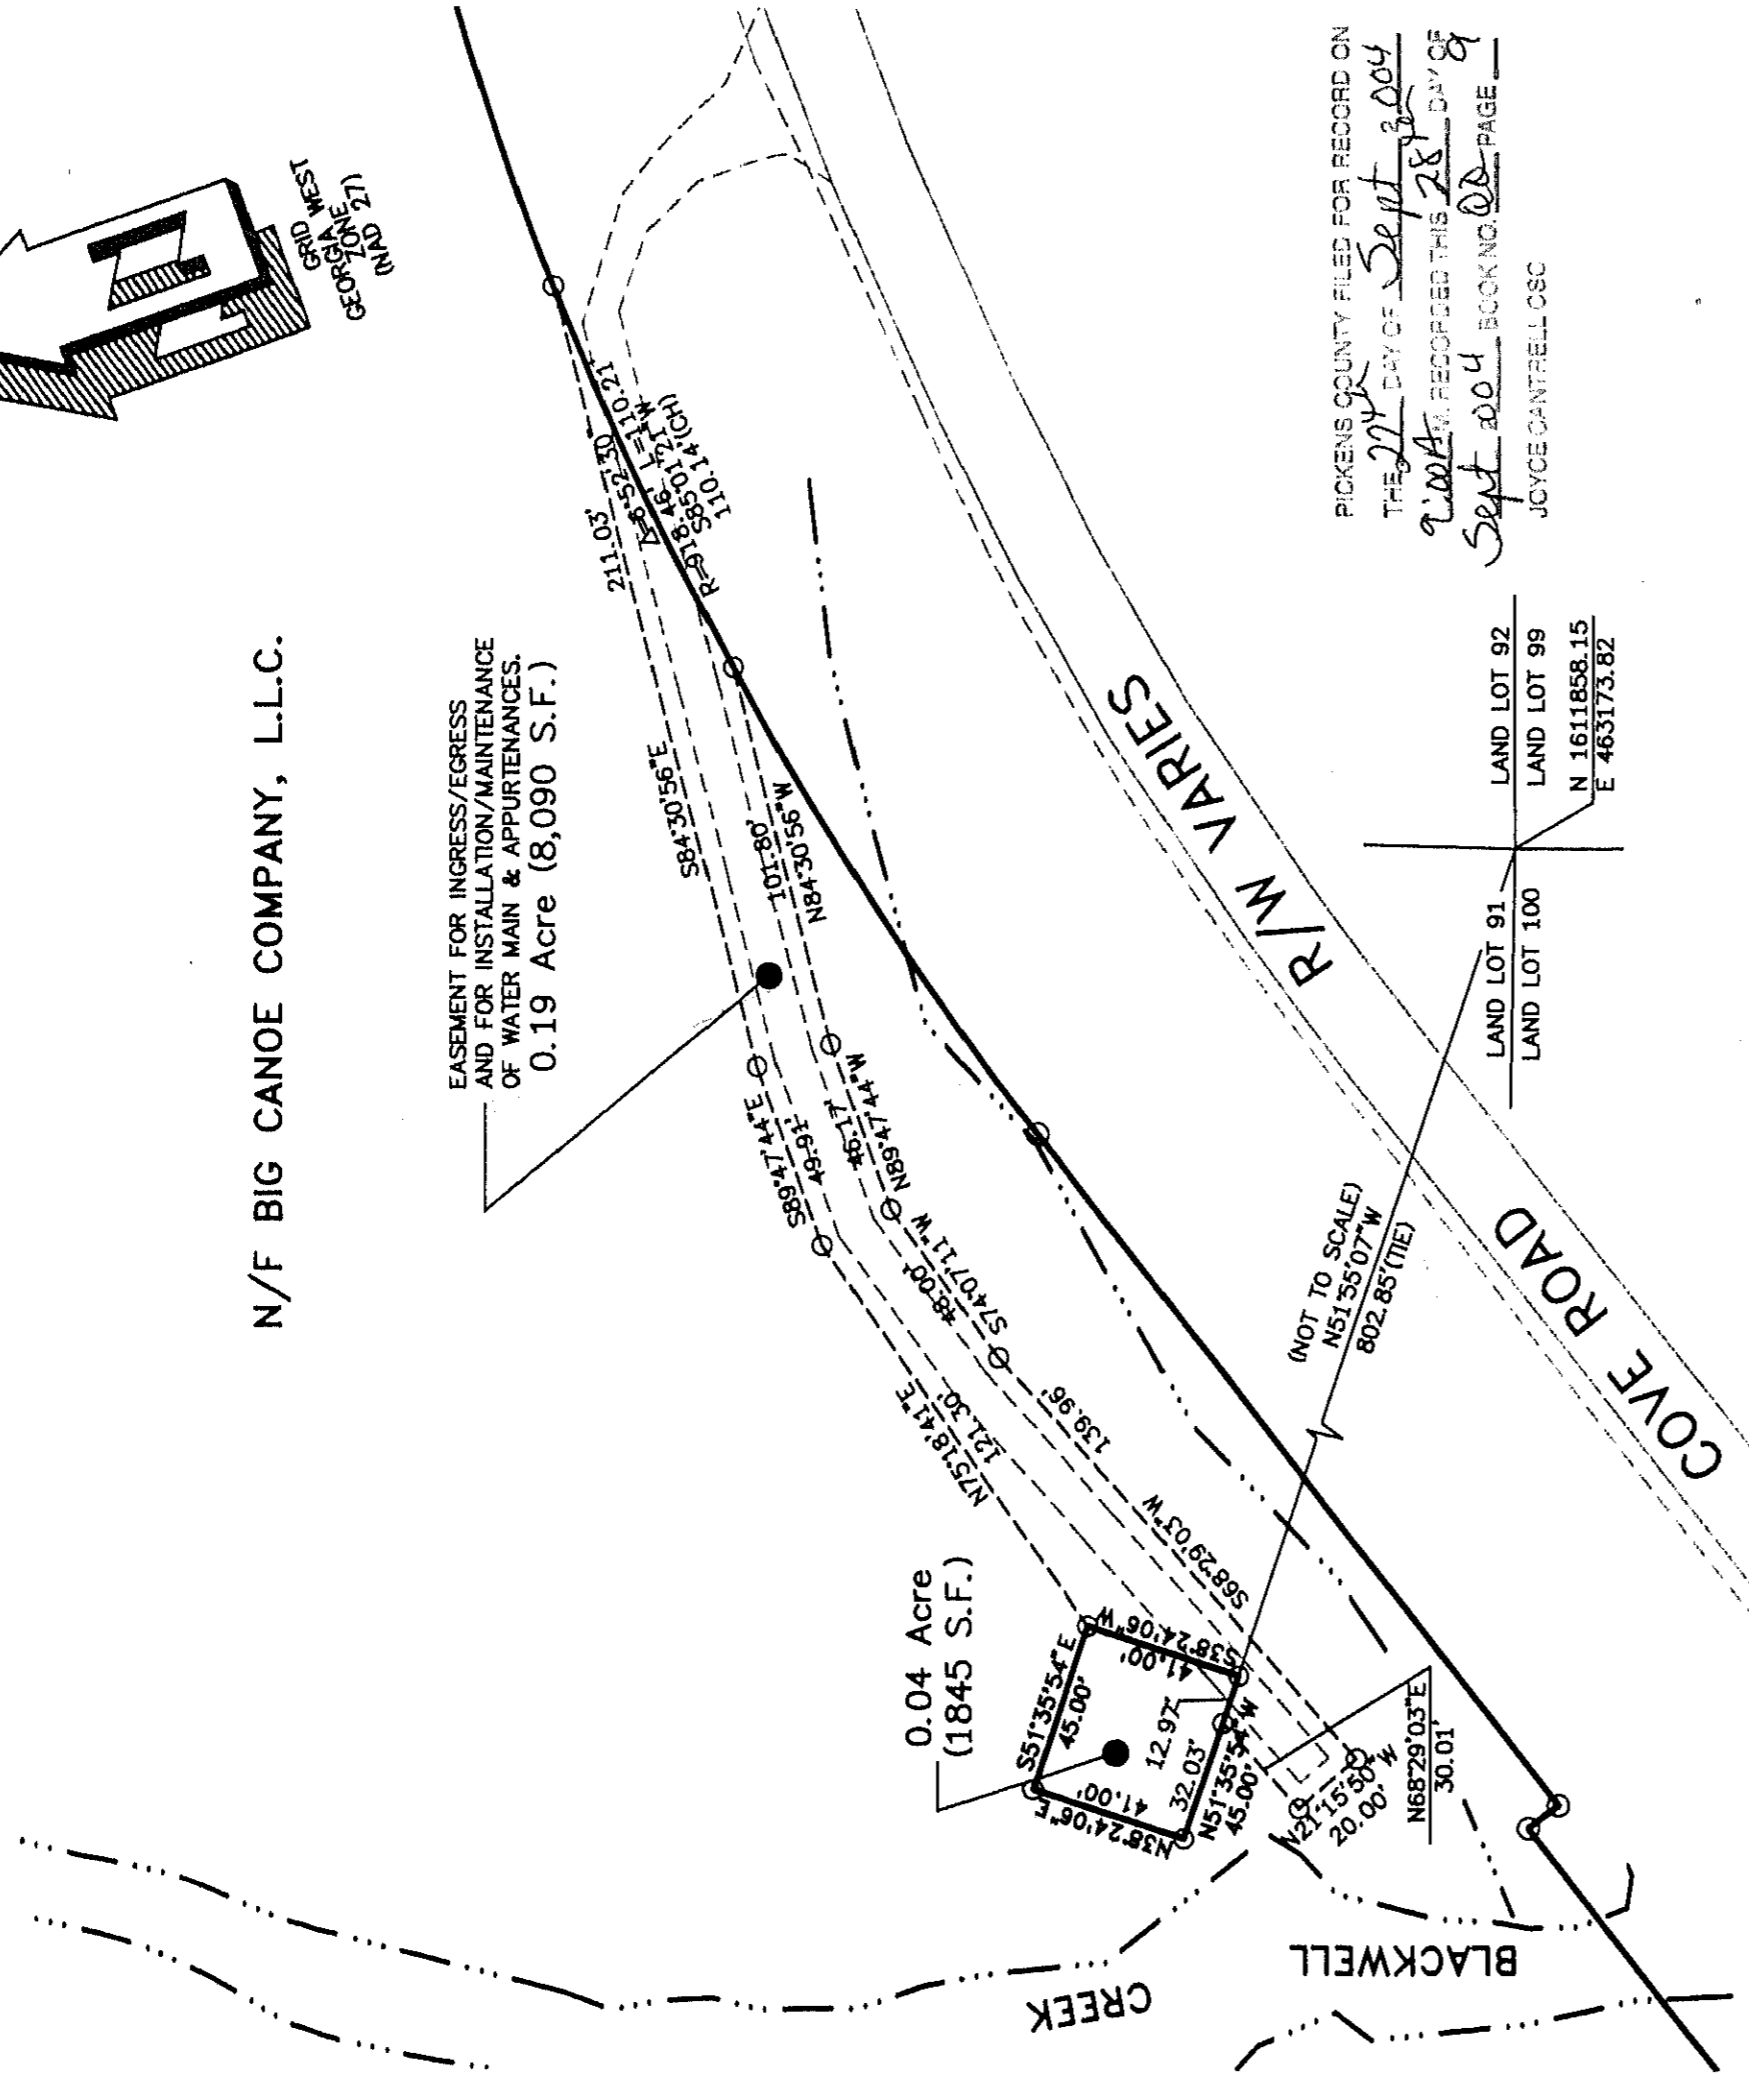 GRID WEST
GEORGIA
ZONE
(NAD 27)
N/F BIG CANOE COMPANY, L.L.C.
EASEMENT FOR INGRESS/EGRESS
AND FOR INSTALLATION/MAINTENANCE
OF WATER MAIN & APPURTENANCES.
0.19 Acre (8,090 S.F.)
211.03'
S84°30'56"E
Δ=6°52'30"
R=918.46' L=110.21'
S85°01'21"W
110.14'(CH)
101.80'
N84°30'56"W
S89°47'44"E
49.91'
46.17'
N89°47'44"W
48.00'
S74°07'11"W
N75°18'41"E
121.30'
139.96'
S68°29'03"W
0.04 Acre
(1845 S.F.)
S51°35'54"E
45.00'
S38°24'06"W
41.00'
N38°24'06"E
41.00'
12.97'
32.03'
N51°35'54"W
45.00'
N21°15'50"W
20.00'
N68°29'03"E
30.01'
(NOT TO SCALE)
N51°55'07"W
802.85'(TIE)
R/W VARIES
COVE ROAD
LAND LOT 91
LAND LOT 100
LAND LOT 92
LAND LOT 99
N 1611858.15
E 463173.82
BLACKWELL
CREEK
PICKENS COUNTY FILED FOR RECORD ON
THE 22 DAY OF Sept 2004
M. RECORDED THIS 28 DAY OF
Sept 2004 BOOK NO. PAGE 9
JOYCE CANTRELL CSC